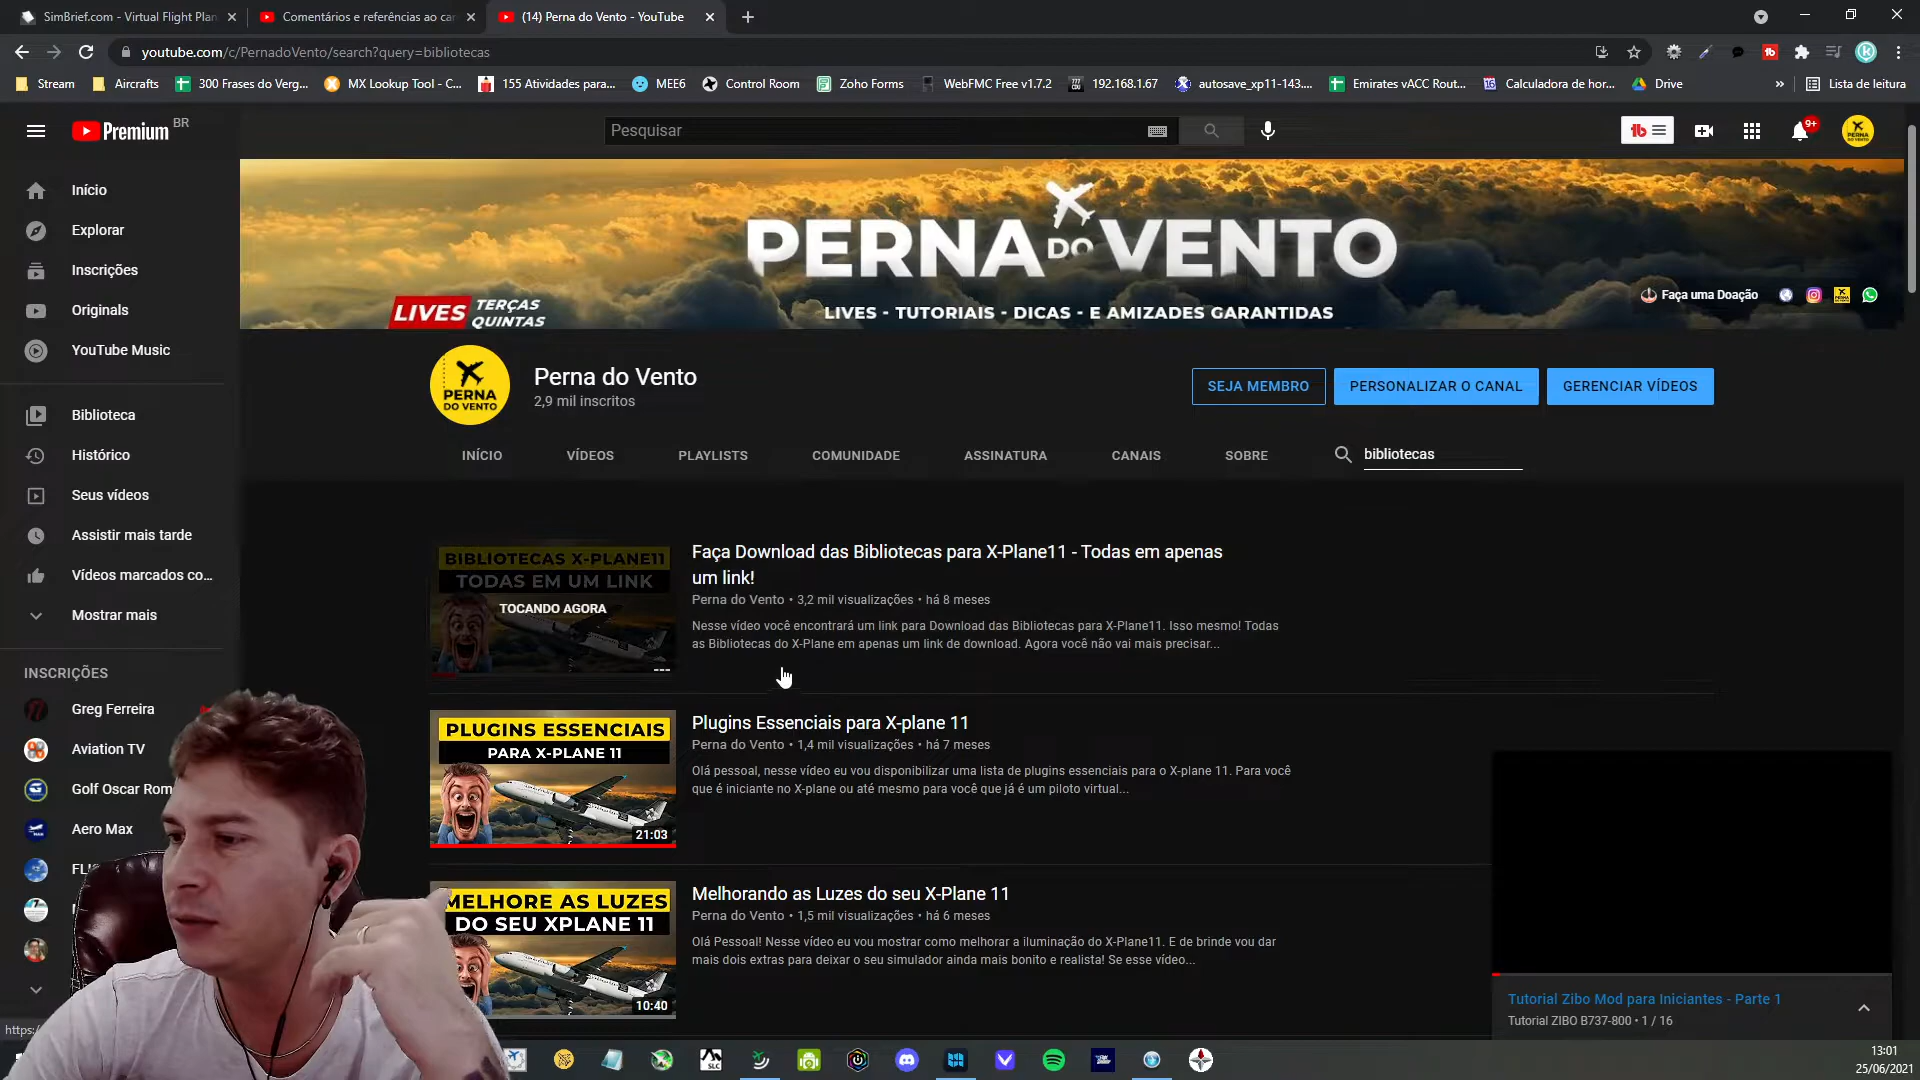 SimBrief.com - Virtual Flight Plan
Comentários e referências ao car
(14) Perna do Vento - YouTube
youtube.com/c/PernadoVento/search?query=bibliotecas
Stream
Aircrafts
300 Frases do Verg...
MX Lookup Tool - C...
155 Atividades para...
MEE6
Control Room
Zoho Forms
WebFMC Free v1.7.2
192.168.1.67
autosave_xp11-143....
Emirates vACC Rout...
Calculadora de hor...
Drive
»
Lista de leitura
Premium BR
Pesquisar
9+
Início
Explorar
Inscrições
Originals
YouTube Music
Biblioteca
Histórico
Seus vídeos
Assistir mais tarde
Vídeos marcados co...
Mostrar mais
INSCRIÇÕES
Greg Ferreira
Aviation TV
Golf Oscar Rom
Aero Max
PERNA DO VENTO
LIVES TERÇAS QUINTAS
LIVES - TUTORIAIS - DICAS - E AMIZADES GARANTIDAS
Faça uma Doação
PERNA
DO VENTO
Perna do Vento
2,9 mil inscritos
SEJA MEMBRO
PERSONALIZAR O CANAL
GERENCIAR VÍDEOS
INÍCIO
VÍDEOS
PLAYLISTS
COMUNIDADE
ASSINATURA
CANAIS
SOBRE
bibliotecas
BIBLIOTECAS X-PLANE11
TODAS EM UM LINK
TOCANDO AGORA
Faça Download das Bibliotecas para X-Plane11 - Todas em apenas
um link!
Perna do Vento • 3,2 mil visualizações • há 8 meses
Nesse vídeo você encontrará um link para Download das Bibliotecas para X-Plane11. Isso mesmo! Todas
as Bibliotecas do X-Plane em apenas um link de download. Agora você não vai mais precisar...
PLUGINS ESSENCIAIS
PARA X-PLANE 11
21:03
Plugins Essenciais para X-plane 11
Perna do Vento • 1,4 mil visualizações • há 7 meses
Olá pessoal, nesse vídeo eu vou disponibilizar uma lista de plugins essenciais para o X-plane 11. Para você
que é iniciante no X-plane ou até mesmo para você que já é um piloto virtual...
MELHORE AS LUZES
DO SEU XPLANE 11
10:40
Melhorando as Luzes do seu X-Plane 11
Perna do Vento • 1,5 mil visualizações • há 6 meses
Olá Pessoal! Nesse vídeo eu vou mostrar como melhorar a iluminação do X-Plane11. E de brinde vou dar
mais dois extras para deixar o seu simulador ainda mais bonito e realista! Se esse vídeo...
Tutorial Zibo Mod para Iniciantes - Parte 1
Tutorial ZIBO B737-800 • 1 / 16
https:/
SLC
13:01
25/06/2021